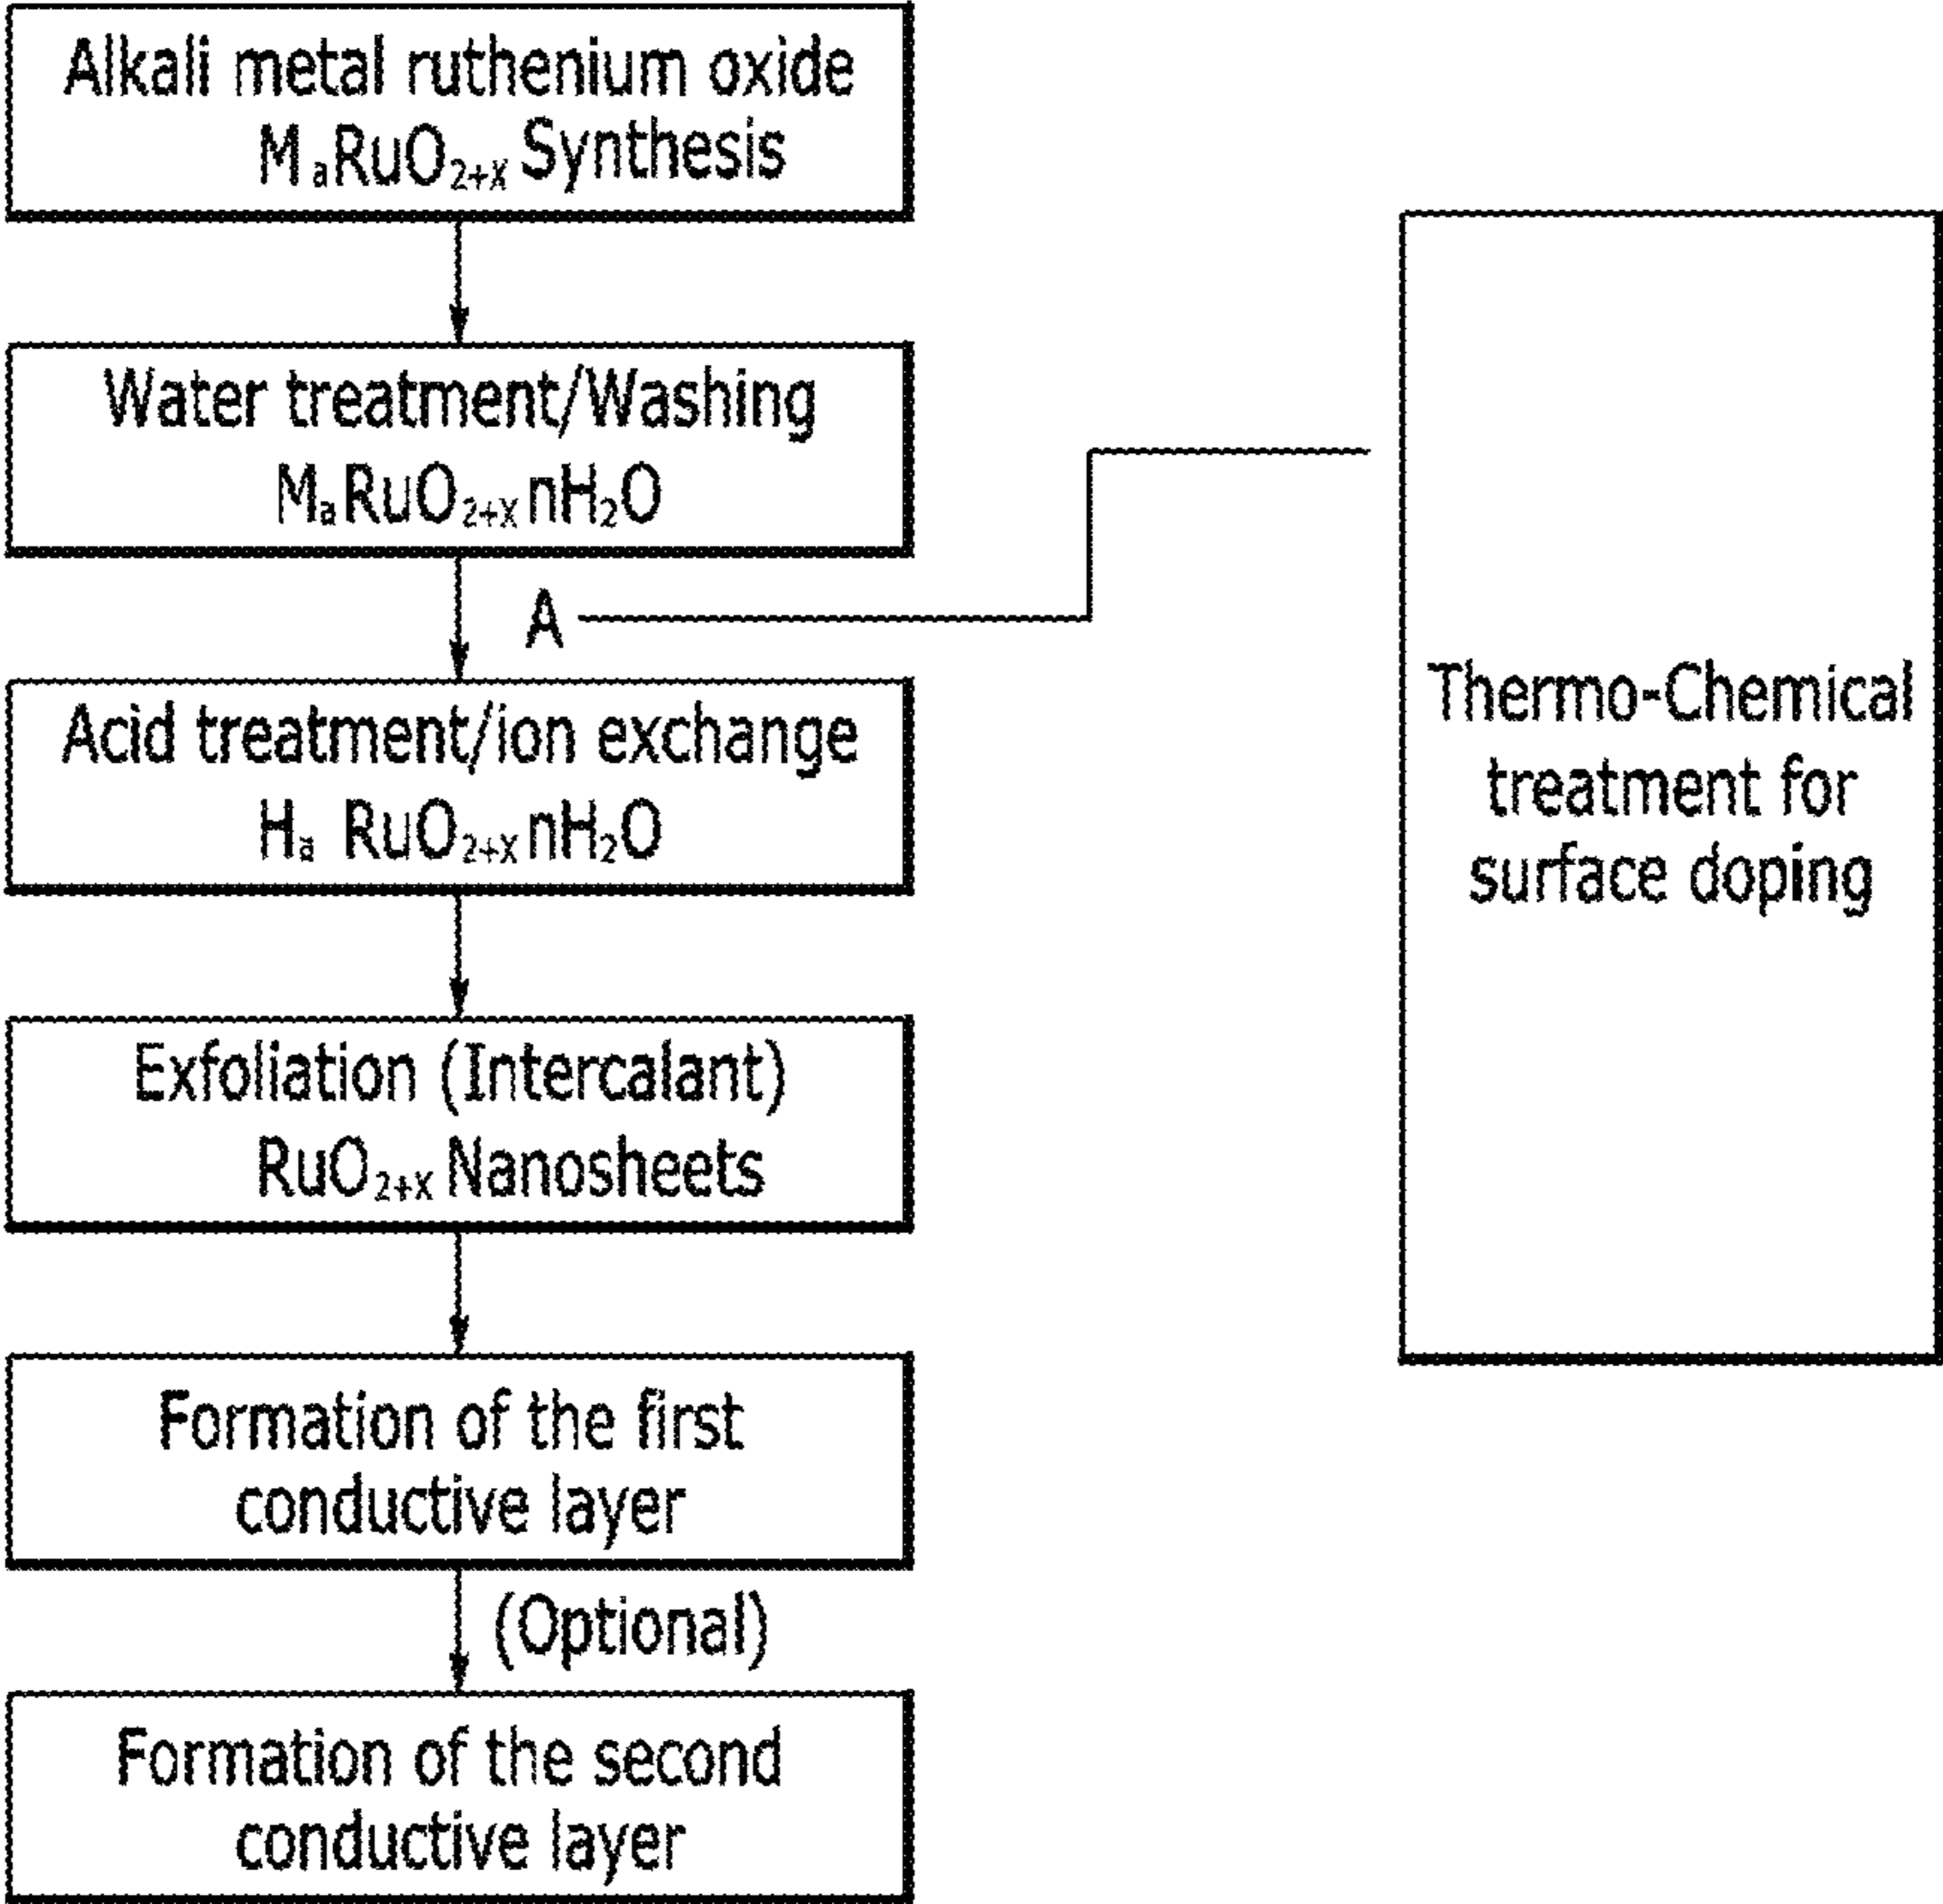 Alkali metal ruthenium oxide
MₐRuO₂₊ₓ Synthesis
Water treatment/Washing
MₐRuO₂₊ₓ nH₂O
A
Acid treatment/ion exchange
Hₐ RuO₂₊ₓ nH₂O
Exfoliation (Intercalant)
RuO₂₊ₓ Nanosheets
Formation of the first
conductive layer
(Optional)
Formation of the second
conductive layer
Thermo-Chemical
treatment for
surface doping